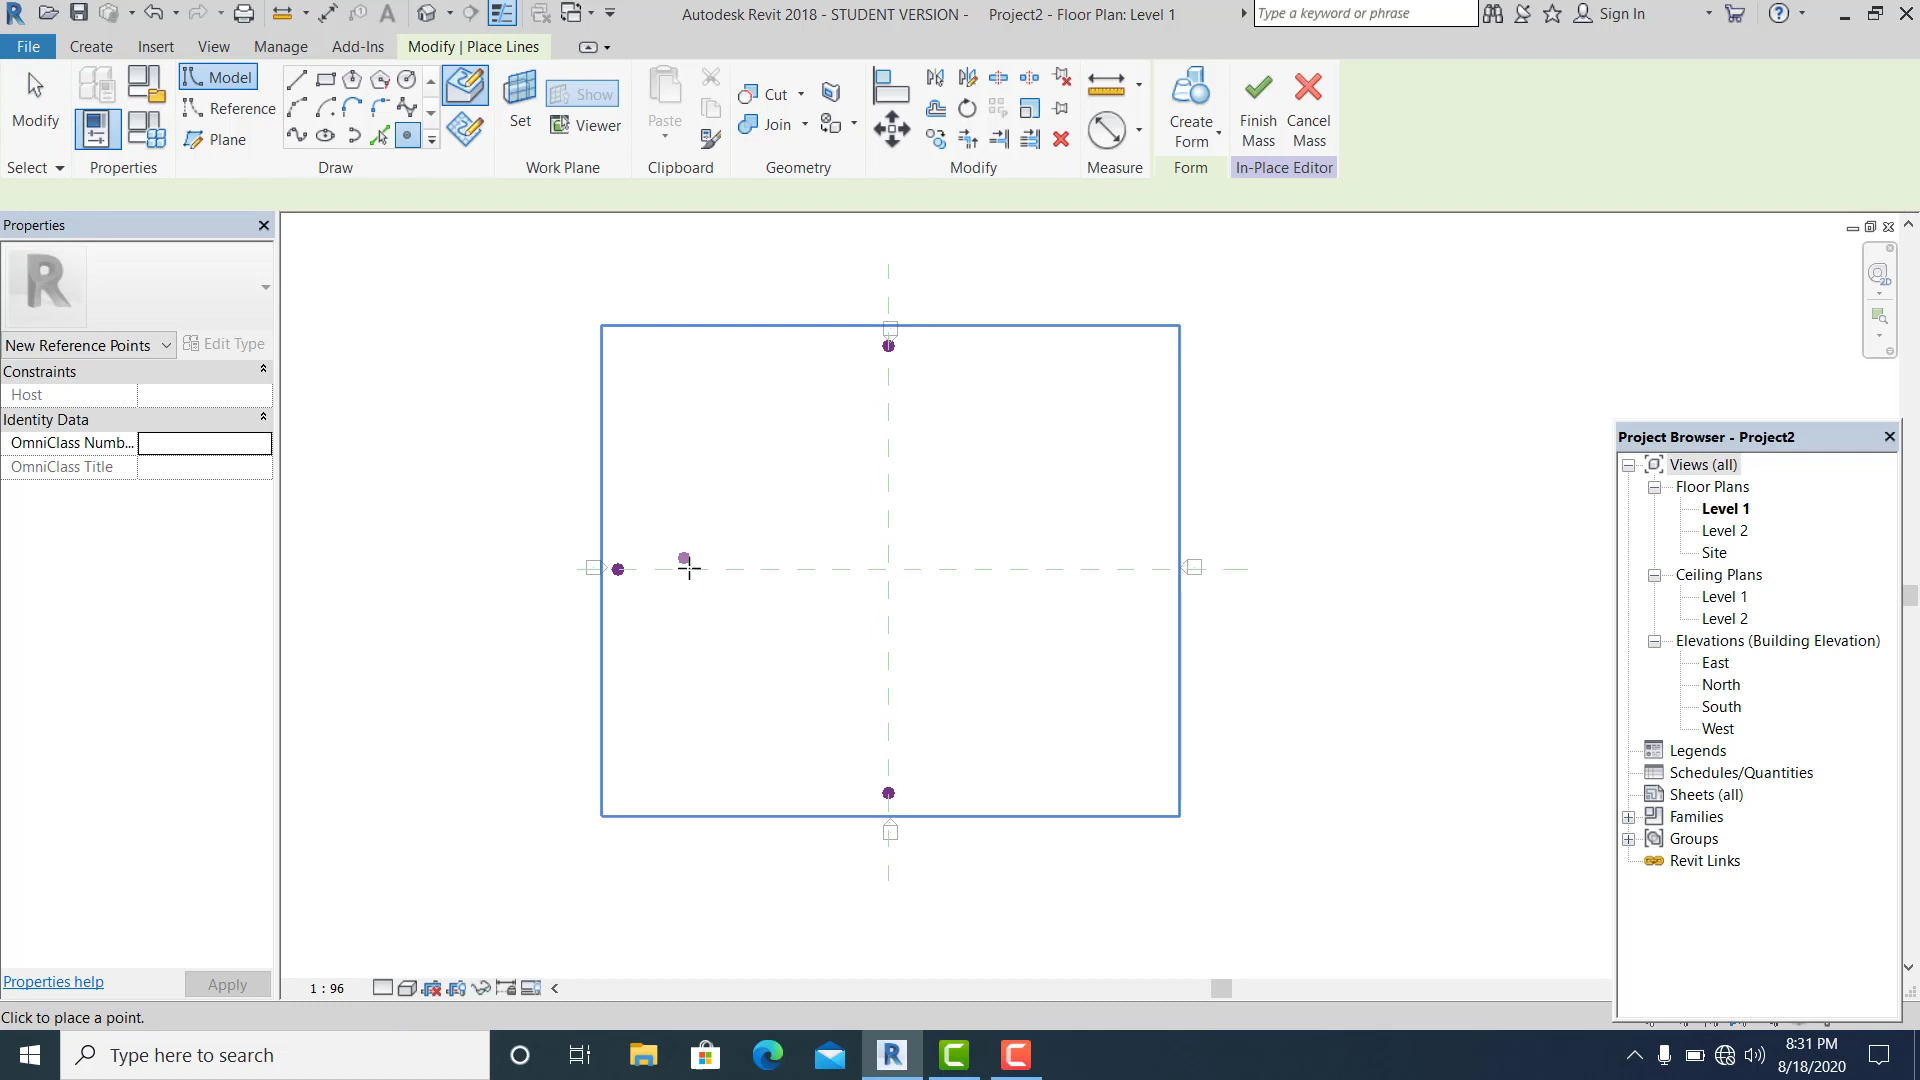 Autodesk Revit 2018 - STUDENT VERSION - Project2 - Floor Plan: Level 1
Type a keyword or phrase
Sign In
File Create Insert View Manage Add-Ins Modify | Place Lines
Modify
Select
Properties
Model
Reference
Plane
Draw
Set
Show
Viewer
Work Plane
Paste
Clipboard
Cut
Join
Geometry
Modify
Measure
Create
Form
Form
Finish
Mass
Cancel
Mass
In-Place Editor
Properties
R
New Reference Points
Edit Type
Constraints
Host
Identity Data
OmniClass Numb...
OmniClass Title
Properties help
Apply
2D
Project Browser - Project2
Views (all)
Floor Plans
Level 1
Level 2
Site
Ceiling Plans
Level 1
Level 2
Elevations (Building Elevation)
East
North
South
West
Legends
Schedules/Quantities
Sheets (all)
Families
Groups
Revit Links
1 : 96
Click to place a point.
Type here to search
8:31 PM
8/18/2020